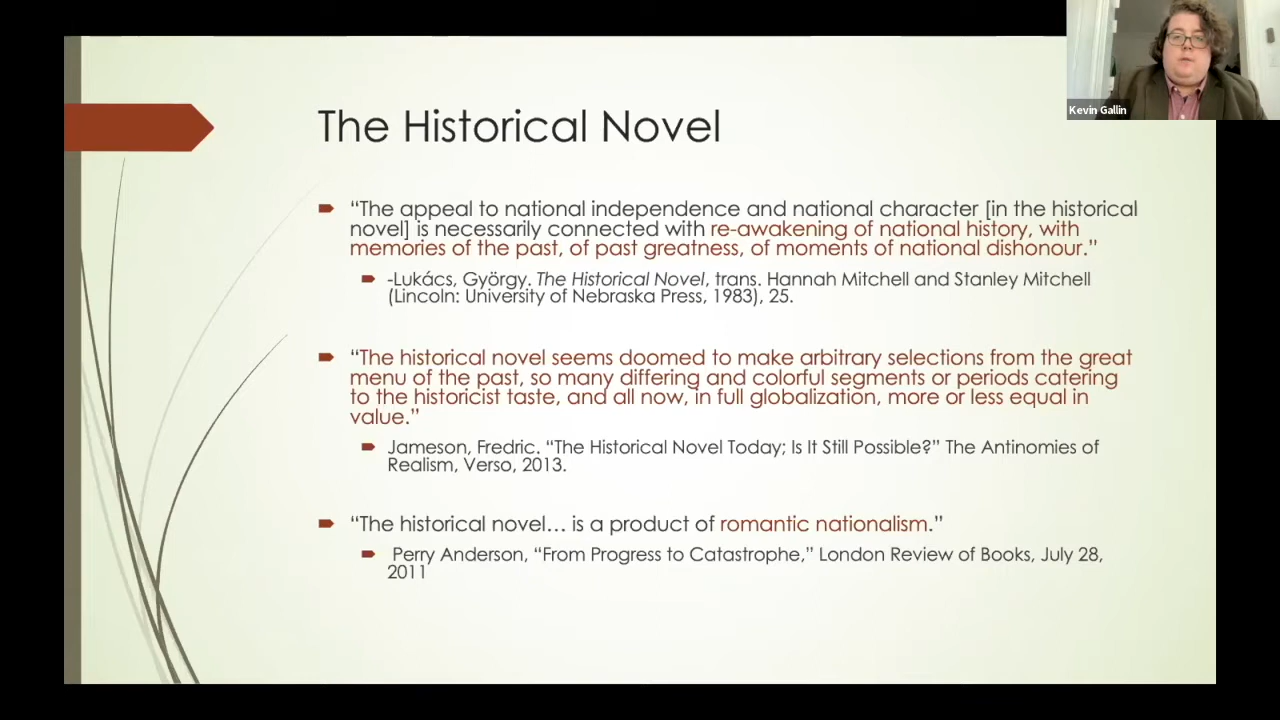 Kevin Gallin
The Historical Novel
“The appeal to national independence and national character [in the historical
novel] is necessarily connected with re-awakening of national history, with
memories of the past, of past greatness, of moments of national dishonour.”
-Lukács, György. The Historical Novel, trans. Hannah Mitchell and Stanley Mitchell
(Lincoln: University of Nebraska Press, 1983), 25.
“The historical novel seems doomed to make arbitrary selections from the great
menu of the past, so many differing and colorful segments or periods catering
to the historicist taste, and all now, in full globalization, more or less equal in
value.”
Jameson, Fredric. “The Historical Novel Today; Is It Still Possible?” The Antinomies of
Realism, Verso, 2013.
“The historical novel… is a product of romantic nationalism.”
Perry Anderson, “From Progress to Catastrophe,” London Review of Books, July 28,
2011